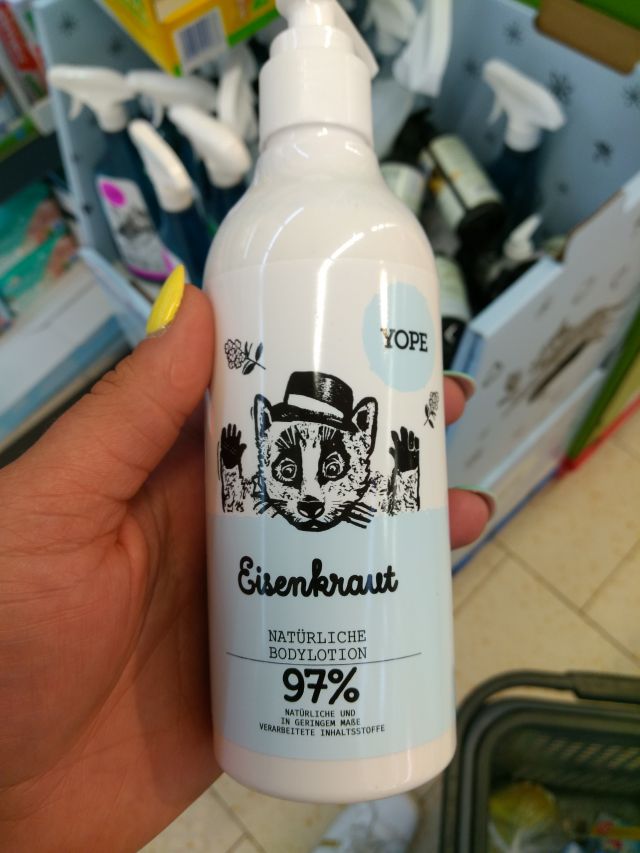 YOPE
Eisenkraut
NATÜRLICHE
BODYLOTION
97%
NATÜRLICHE UND
IN GERINGEM MAßE
VERARBEITETE INHALTSSTOFFE